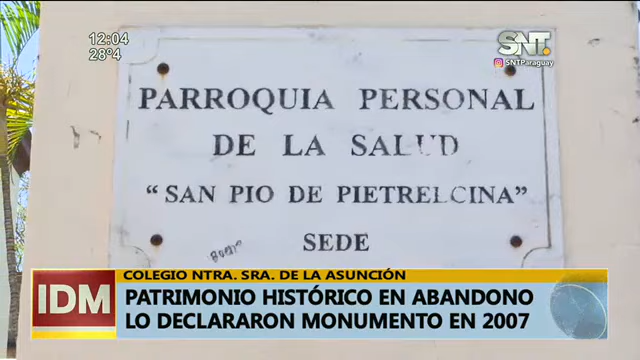 12:04
28°4
SNT
SNTParaguay
PARROQUIA PERSONAL
DE LA SALUD
"SAN PIO DE PIETRELCINA"
SEDE
COLEGIO NTRA. SRA. DE LA ASUNCIÓN
IDM
PATRIMONIO HISTÓRICO EN ABANDONO
LO DECLARARON MONUMENTO EN 2007